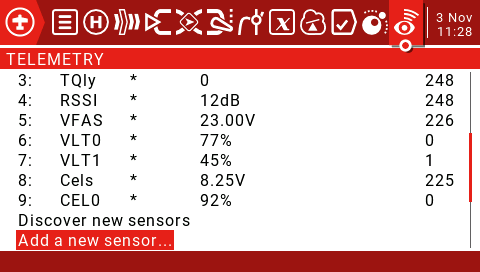 3 Nov
11:28
TELEMETRY
3: TQly * 0 248
4: RSSI * 12dB 248
5: VFAS * 23.00V 226
6: VLT0 * 77% 0
7: VLT1 * 45% 1
8: Cels * 8.25V 225
9: CEL0 * 92% 0
Discover new sensors
Add a new sensor...